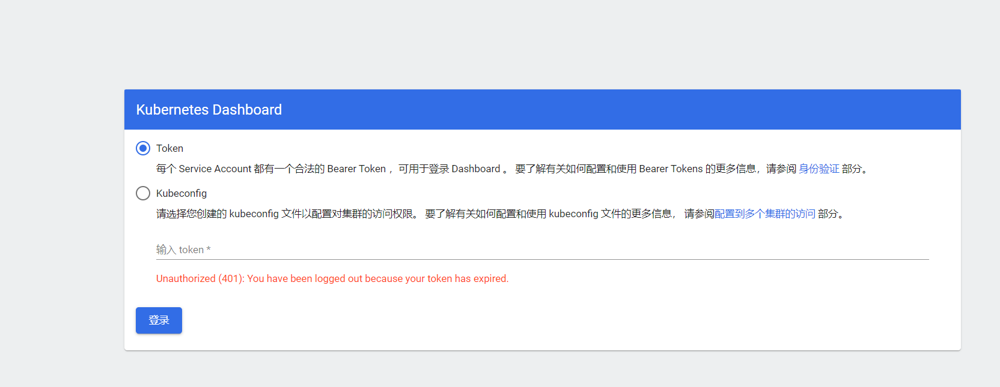 Kubernetes Dashboard
Token
每个 Service Account 都有一个合法的 Bearer Token ，可用于登录 Dashboard 。 要了解有关如何配置和使用 Bearer Tokens 的更多信息，请参阅 身份验证 部分。
Kubeconfig
请选择您创建的 kubeconfig 文件以配置对集群的访问权限。 要了解有关如何配置和使用 kubeconfig 文件的更多信息， 请参阅配置到多个集群的访问 部分。
输入 token *
Unauthorized (401): You have been logged out because your token has expired.
登录